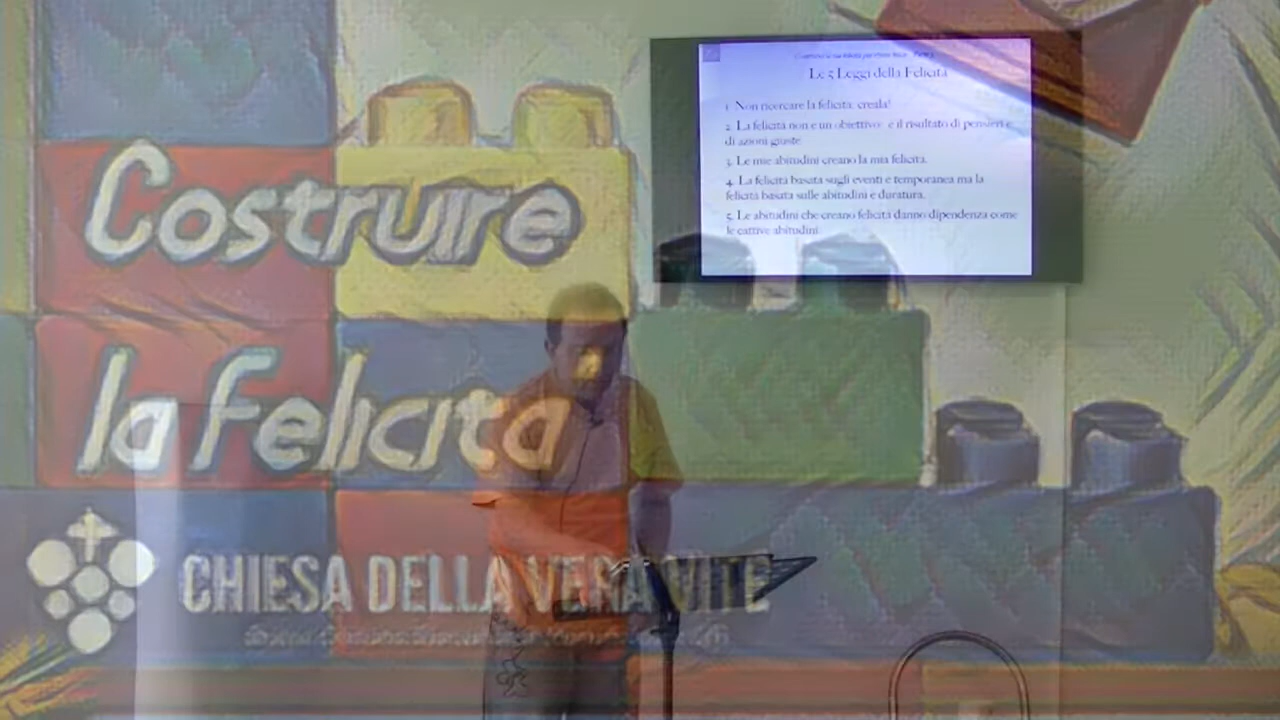 Le 5 Leggi della Felicità
1. Non ricercare la felicità: creala!
2. La felicità non è un obiettivo: è il risultato di pensieri e
di azioni giuste.
3. Le mie abitudini creano la mia felicità.
4. La felicità basata sugli eventi è temporanea ma la
felicità basata sulle abitudini è duratura.
5. Le abitudini che creano felicità danno dipendenza come
le cattive abitudini
Costruire
la felicita
CHIESA DELLA VERA VITE